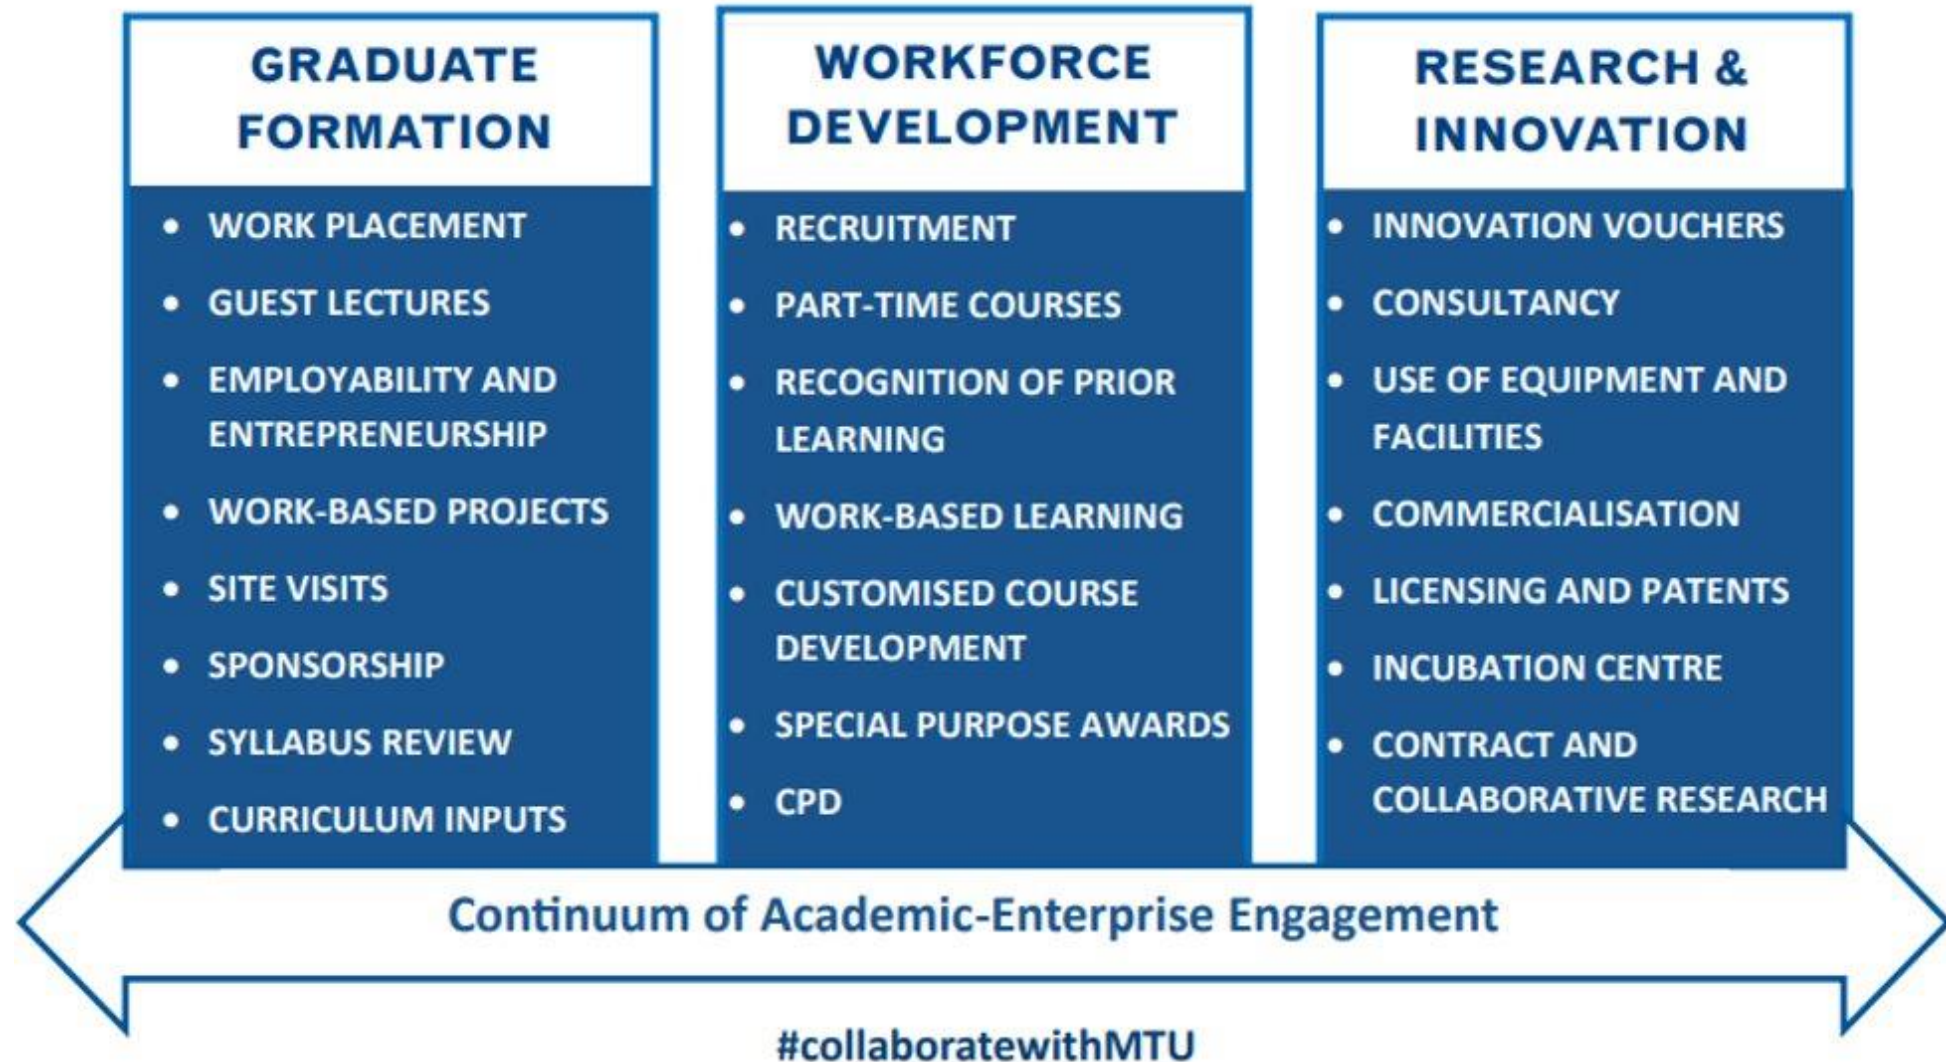 GRADUATE
FORMATION
• WORK PLACEMENT
• GUEST LECTURES
• EMPLOYABILITY AND
ENTREPRENEURSHIP
• WORK-BASED PROJECTS
• SITE VISITS
• SPONSORSHIP
• SYLLABUS REVIEW
• CURRICULUM INPUTS
WORKFORCE
DEVELOPMENT
• RECRUITMENT
• PART-TIME COURSES
• RECOGNITION OF PRIOR
LEARNING
• WORK-BASED LEARNING
• CUSTOMISED COURSE
DEVELOPMENT
• SPECIAL PURPOSE AWARDS
• CPD
RESEARCH &
INNOVATION
• INNOVATION VOUCHERS
• CONSULTANCY
• USE OF EQUIPMENT AND
FACILITIES
• COMMERCIALISATION
• LICENSING AND PATENTS
• INCUBATION CENTRE
• CONTRACT AND
COLLABORATIVE RESEARCH
Continuum of Academic-Enterprise Engagement
#collaboratewithMTU